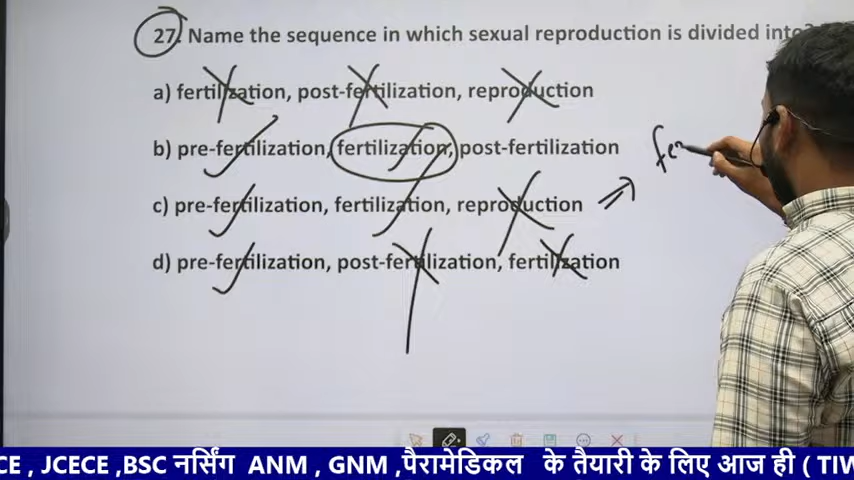 27. Name the sequence in which sexual reproduction is divided into?
a) fertilization, post-fertilization, reproduction
b) pre-fertilization, fertilization, post-fertilization
c) pre-fertilization, fertilization, reproduction
d) pre-fertilization, post-fertilization, fertilization
CE , JCECE ,BSC नर्सिंग ANM , GNM ,पैरामेडिकल के तैयारी के लिए आज ही ( TIW